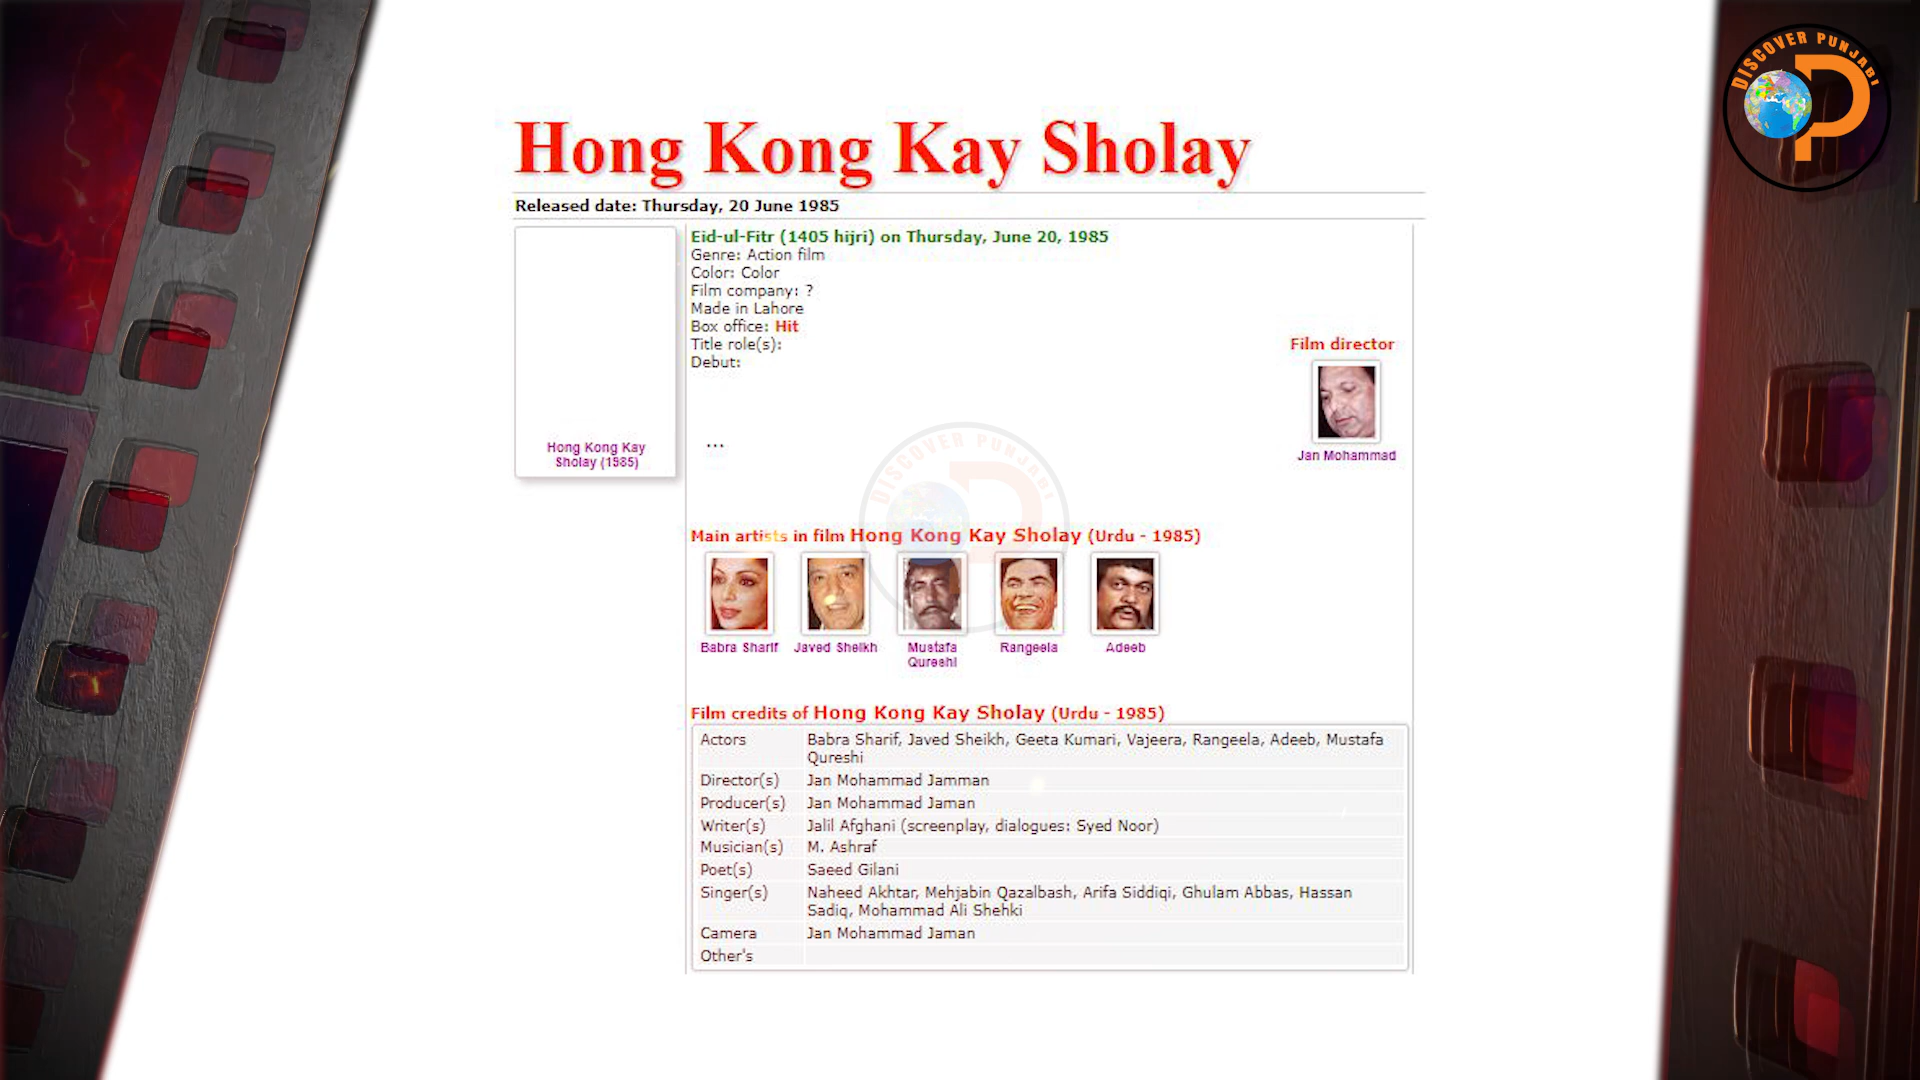 DISCOVER PUNJABI
Hong Kong Kay Sholay
Released date: Thursday, 20 June 1985
Eid-ul-Fitr (1405 hijri) on Thursday, June 20, 1985
Genre: Action film
Color: Color
Film company: ?
Made in Lahore
Box office: Hit
Title role(s):
Debut:
Film director
Jan Mohammad
Hong Kong Kay
Sholay (1985)
...
DISCOVER PUNJABI
Main artists in film Hong Kong Kay Sholay (Urdu - 1985)
Babra Sharif Javed Sheikh Mustafa Qureshi Rangeela Adeeb
Film credits of Hong Kong Kay Sholay (Urdu - 1985)
Actors Babra Sharif, Javed Sheikh, Geeta Kumari, Vajeera, Rangeela, Adeeb, Mustafa
Qureshi
Director(s) Jan Mohammad Jamman
Producer(s) Jan Mohammad Jaman
Writer(s) Jalil Afghani (screenplay, dialogues: Syed Noor)
Musician(s) M. Ashraf
Poet(s) Saeed Gilani
Singer(s) Naheed Akhtar, Mehjabin Qazalbash, Arifa Siddiqi, Ghulam Abbas, Hassan
Sadiq, Mohammad Ali Shehki
Camera Jan Mohammad Jaman
Other's